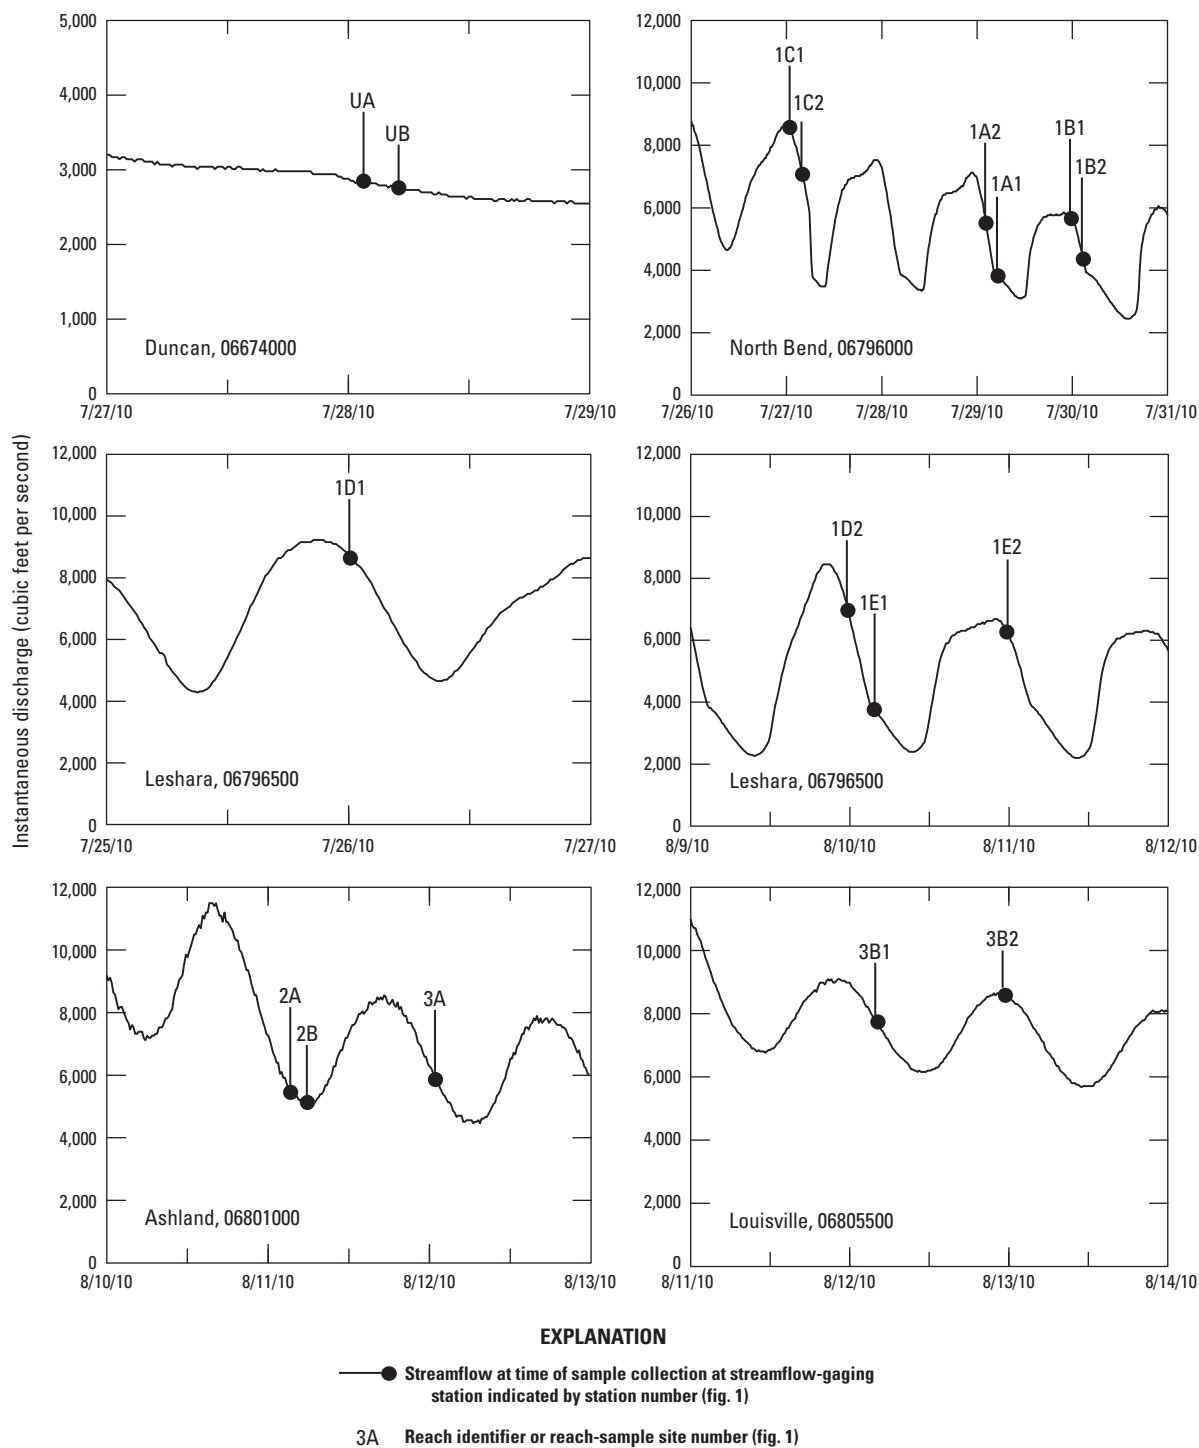 Instantaneous discharge (cubic feet per second)
5,000
4,000
3,000
2,000
1,000
0
UA
UB
Duncan, 06674000
7/27/10
7/28/10
7/29/10
12,000
10,000
8,000
6,000
4,000
2,000
0
1C1
1C2
1A2
1A1
1B1
1B2
North Bend, 06796000
7/26/10
7/27/10
7/28/10
7/29/10
7/30/10
7/31/10
12,000
10,000
8,000
6,000
4,000
2,000
0
1D1
Leshara, 06796500
7/25/10
7/26/10
7/27/10
12,000
10,000
8,000
6,000
4,000
2,000
0
1D2
1E1
1E2
Leshara, 06796500
8/9/10
8/10/10
8/11/10
8/12/10
12,000
10,000
8,000
6,000
4,000
2,000
0
2A
2B
3A
Ashland, 06801000
8/10/10
8/11/10
8/12/10
8/13/10
12,000
10,000
8,000
6,000
4,000
2,000
0
3B1
3B2
Louisville, 06805500
8/11/10
8/12/10
8/13/10
8/14/10
EXPLANATION
Streamflow at time of sample collection at streamflow-gaging
station indicated by station number (fig. 1)
3A Reach identifier or reach-sample site number (fig. 1)